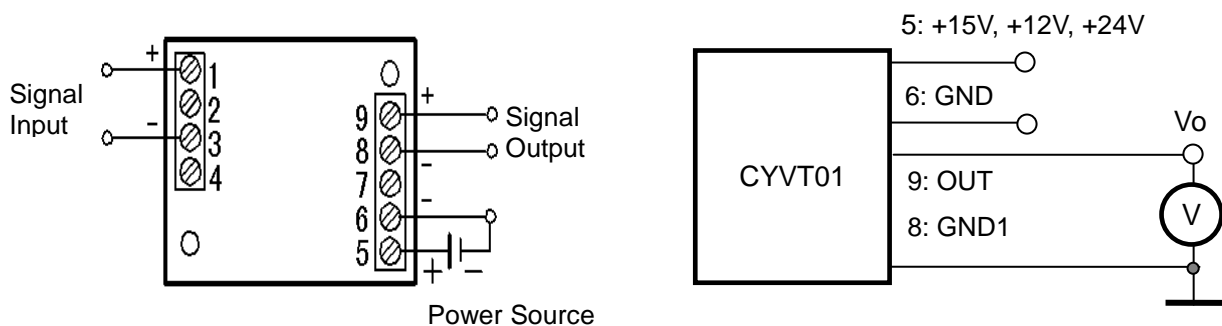 +
Signal
Input
-
1
2
3
4
9
8
7
6
5
+
Signal
Output
-
-
+
-
Power Source
5: +15V, +12V, +24V
6: GND
CYVT01
9: OUT
8: GND1
Vo
V